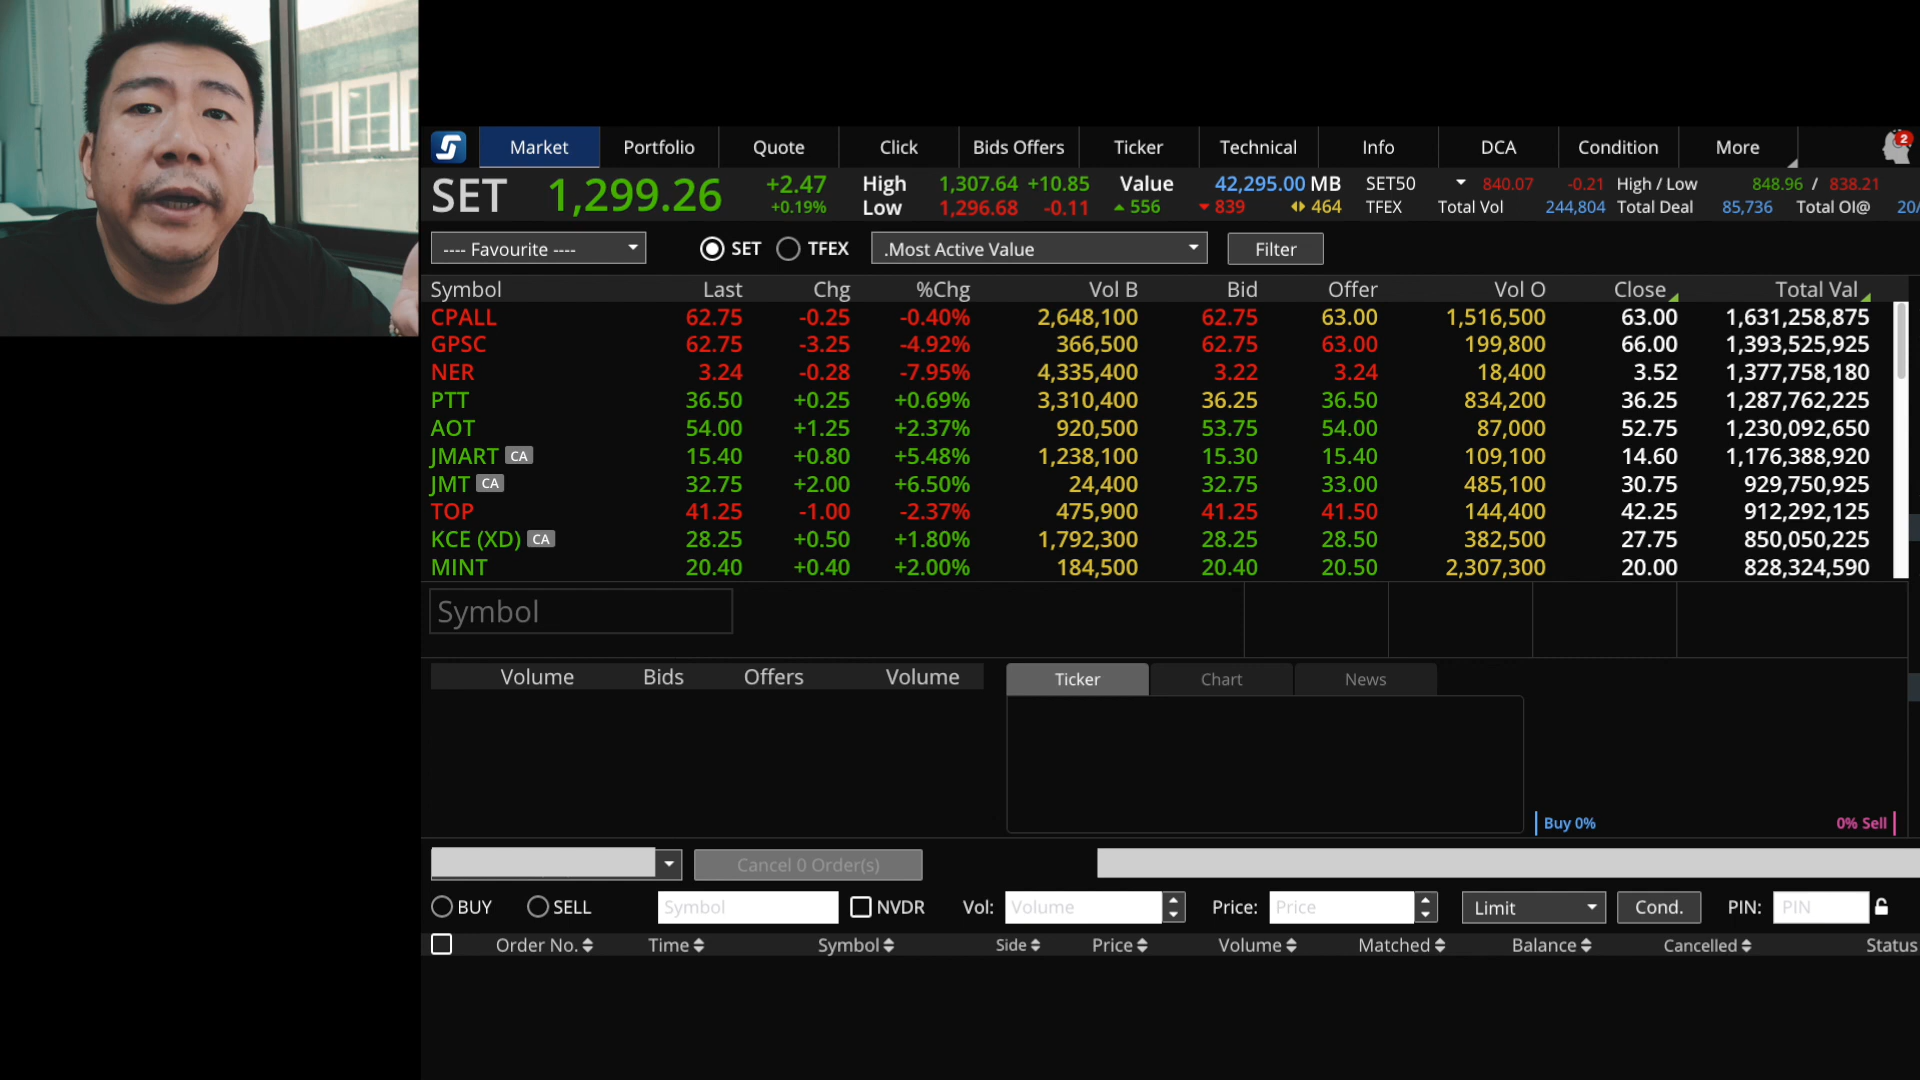 Market Portfolio Quote Click Bids Offers Ticker Technical Info DCA Condition More 2
SET 1,299.26 +2.47 High 1,307.64 +10.85 Value 42,295.00 MB SET50 840.07 -0.21 High / Low 848.96 / 838.21
+0.19% Low 1,296.68 -0.11 556 839 464 TFEX Total Vol 244,804 Total Deal 85,736 Total OI@ 20/
---- Favourite ---- SET TFEX .Most Active Value Filter
Symbol Last Chg %Chg Vol B Bid Offer Vol O Close Total Val
CPALL 62.75 -0.25 -0.40% 2,648,100 62.75 63.00 1,516,500 63.00 1,631,258,875
GPSC 62.75 -3.25 -4.92% 366,500 62.75 63.00 199,800 66.00 1,393,525,925
NER 3.24 -0.28 -7.95% 4,335,400 3.22 3.24 18,400 3.52 1,377,758,180
PTT 36.50 +0.25 +0.69% 3,310,400 36.25 36.50 834,200 36.25 1,287,762,225
AOT 54.00 +1.25 +2.37% 920,500 53.75 54.00 87,000 52.75 1,230,092,650
JMART CA 15.40 +0.80 +5.48% 1,238,100 15.30 15.40 109,100 14.60 1,176,388,920
JMT CA 32.75 +2.00 +6.50% 24,400 32.75 33.00 485,100 30.75 929,750,925
TOP 41.25 -1.00 -2.37% 475,900 41.25 41.50 144,400 42.25 912,292,125
KCE (XD) CA 28.25 +0.50 +1.80% 1,792,300 28.25 28.50 382,500 27.75 850,050,225
MINT 20.40 +0.40 +2.00% 184,500 20.40 20.50 2,307,300 20.00 828,324,590
Symbol
Volume Bids Offers Volume Ticker Chart News
Buy 0% 0% Sell
Cancel 0 Order(s)
BUY SELL Symbol NVDR Vol: Volume Price: Price Limit Cond. PIN: PIN
Order No. Time Symbol Side Price Volume Matched Balance Cancelled Status